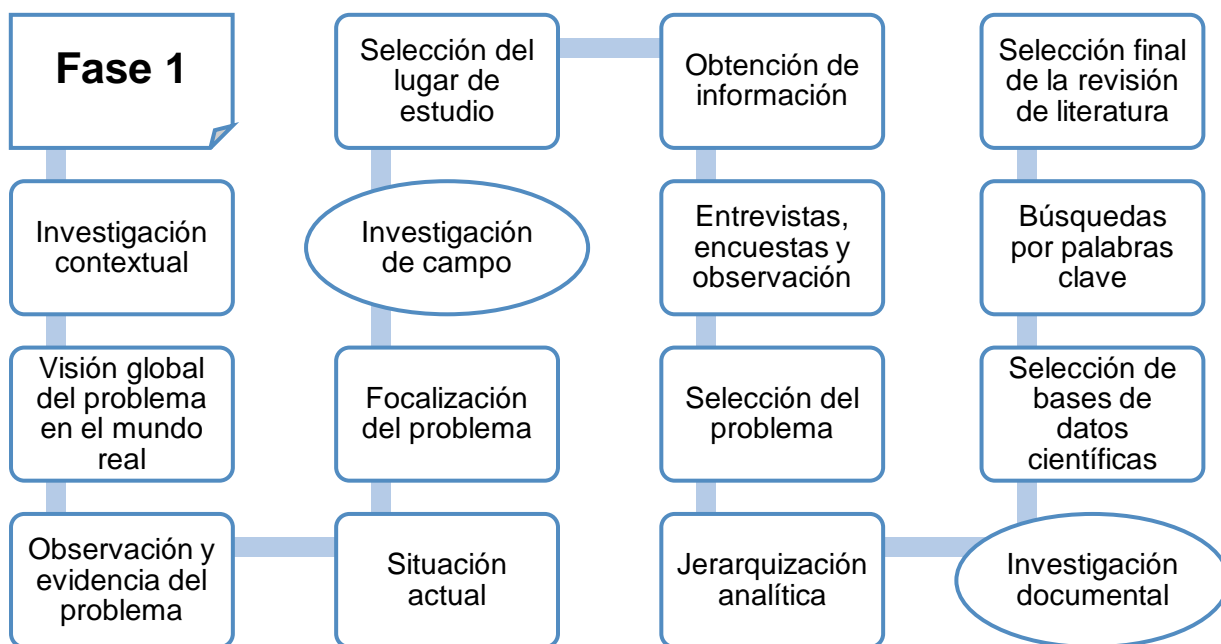 Fase 1
Investigación
contextual
Visión global
del problema
en el mundo
real
Observación y
evidencia del
problema
Situación
actual
Focalización
del problema
Investigación
de campo
Selección del
lugar de
estudio
Obtención de
información
Entrevistas,
encuestas y
observación
Selección del
problema
Jerarquización
analítica
Investigación
documental
Selección de
bases de
datos
científicas
Búsquedas
por palabras
clave
Selección final
de la revisión
de literatura